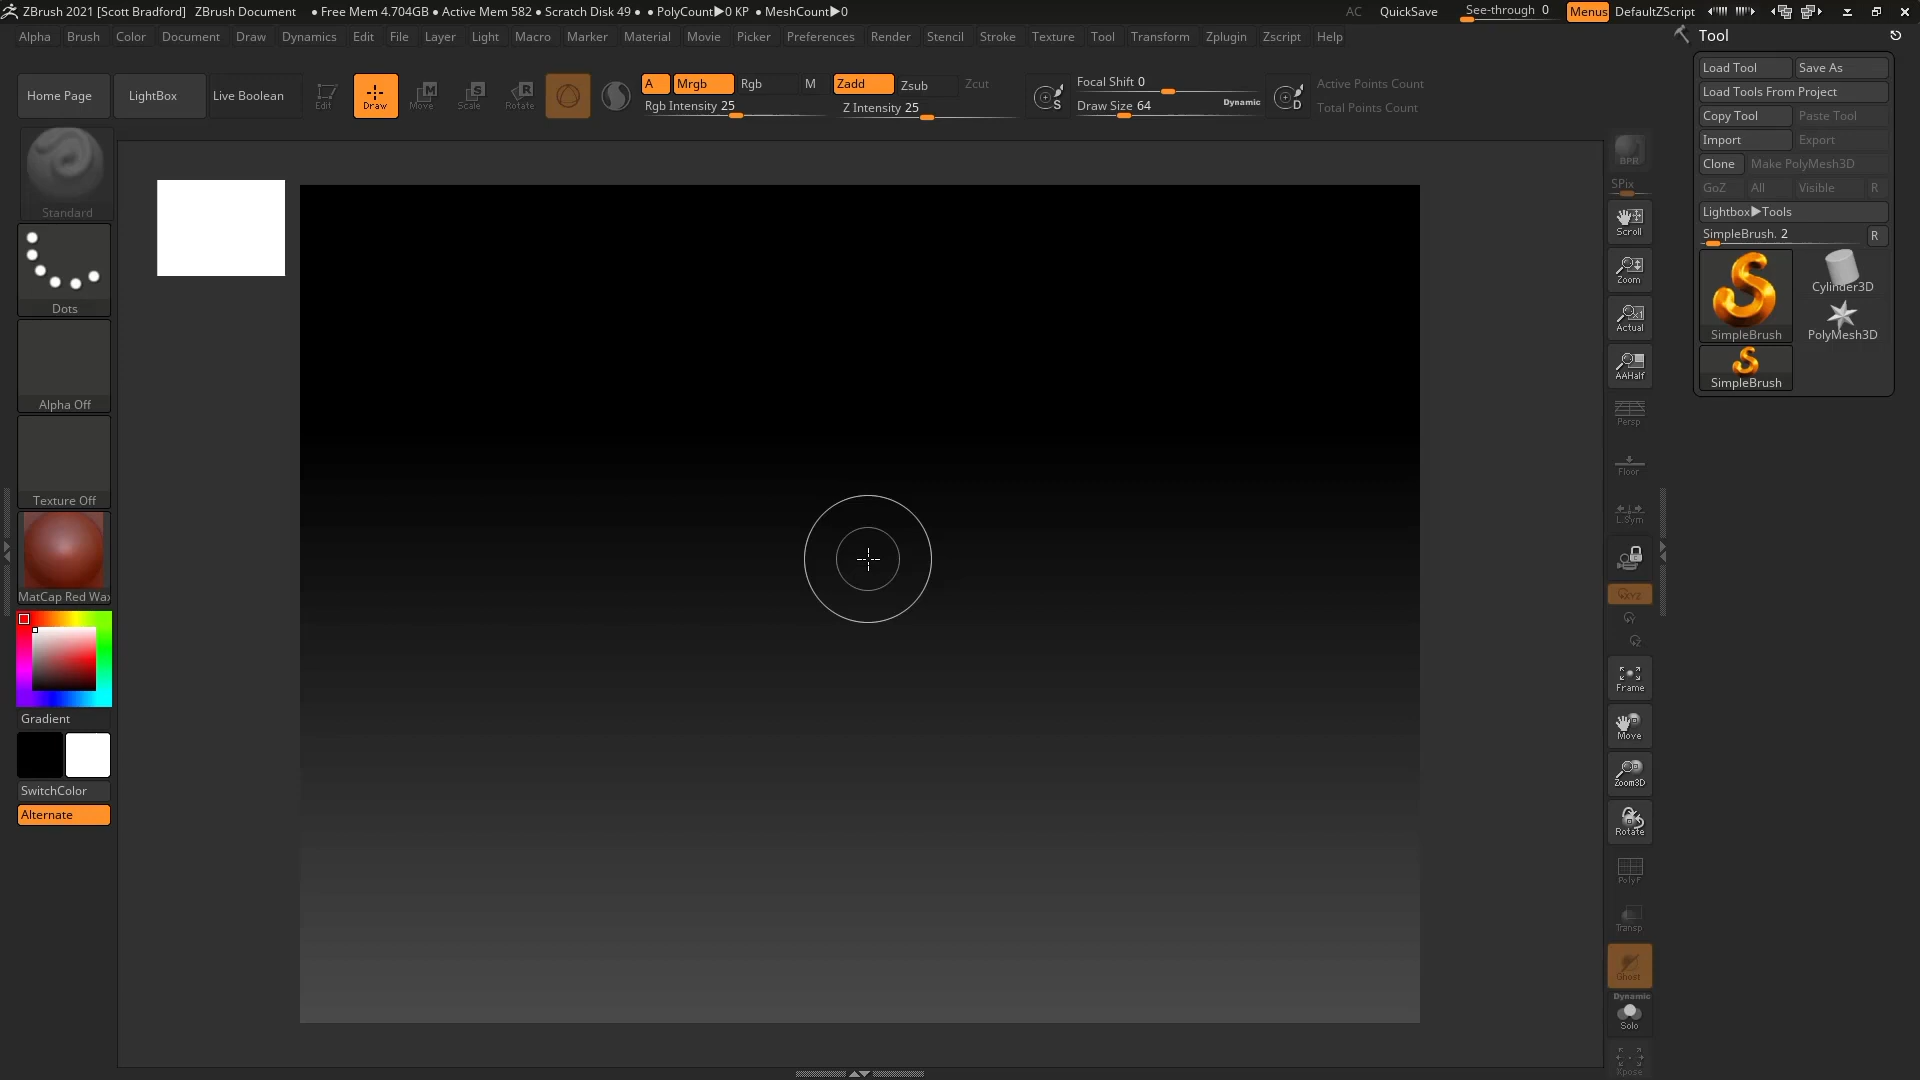 ZBrush 2021 [Scott Bradford] ZBrush Document • Free Mem 4.704GB • Active Mem 582 • Scratch Disk 49 • • PolyCount▶0 KP • MeshCount▶0 AC QuickSave See-through 0 Menus DefaultZScript
Alpha Brush Color Document Draw Dynamics Edit File Layer Light Macro Marker Material Movie Picker Preferences Render Stencil Stroke Texture Tool Transform Zplugin Zscript Help
Home Page LightBox Live Boolean Edit Draw Move Scale Rotate
A Mrgb Rgb M Zadd Zsub Zcut
Rgb Intensity 25 Z Intensity 25
S
Focal Shift 0
Draw Size 64 Dynamic
D
Active Points Count
Total Points Count
Standard
Dots
Alpha Off
Texture Off
MatCap Red Wax
Gradient
SwitchColor
Alternate
BPR
SPix
Scroll
Zoom
Actual
AAHalf
Persp
Floor
L.Sym
XYZ
Y
Z
Frame
Move
Zoom3D
Rotate
PolyF
Transp
Ghost
Dynamic
Solo
Xpose
Tool
Load Tool Save As
Load Tools From Project
Copy Tool Paste Tool
Import Export
Clone Make PolyMesh3D
GoZ All Visible R
Lightbox▶Tools
SimpleBrush. 2 R
SimpleBrush
Cylinder3D
PolyMesh3D
SimpleBrush